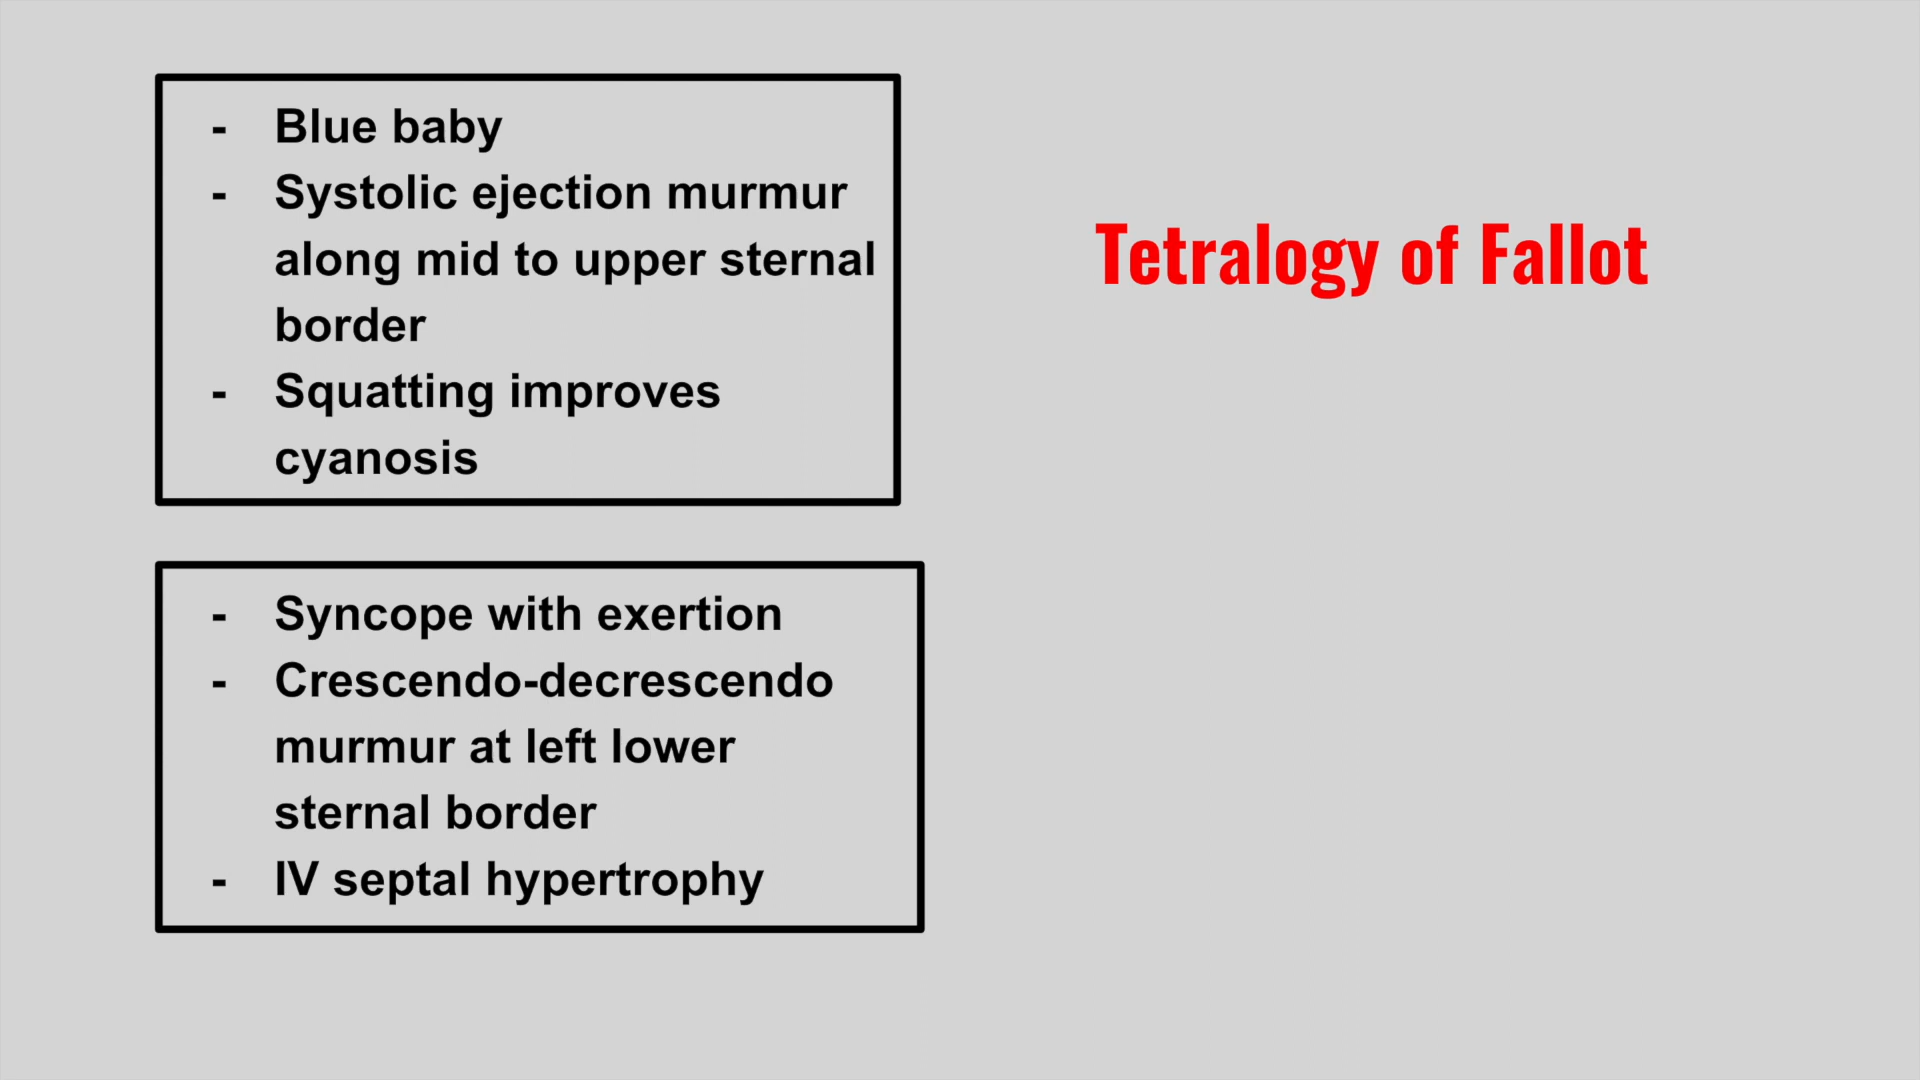 - Blue baby
- Systolic ejection murmur
along mid to upper sternal
border
- Squatting improves
cyanosis
Tetralogy of Fallot
- Syncope with exertion
- Crescendo-decrescendo
murmur at left lower
sternal border
- IV septal hypertrophy